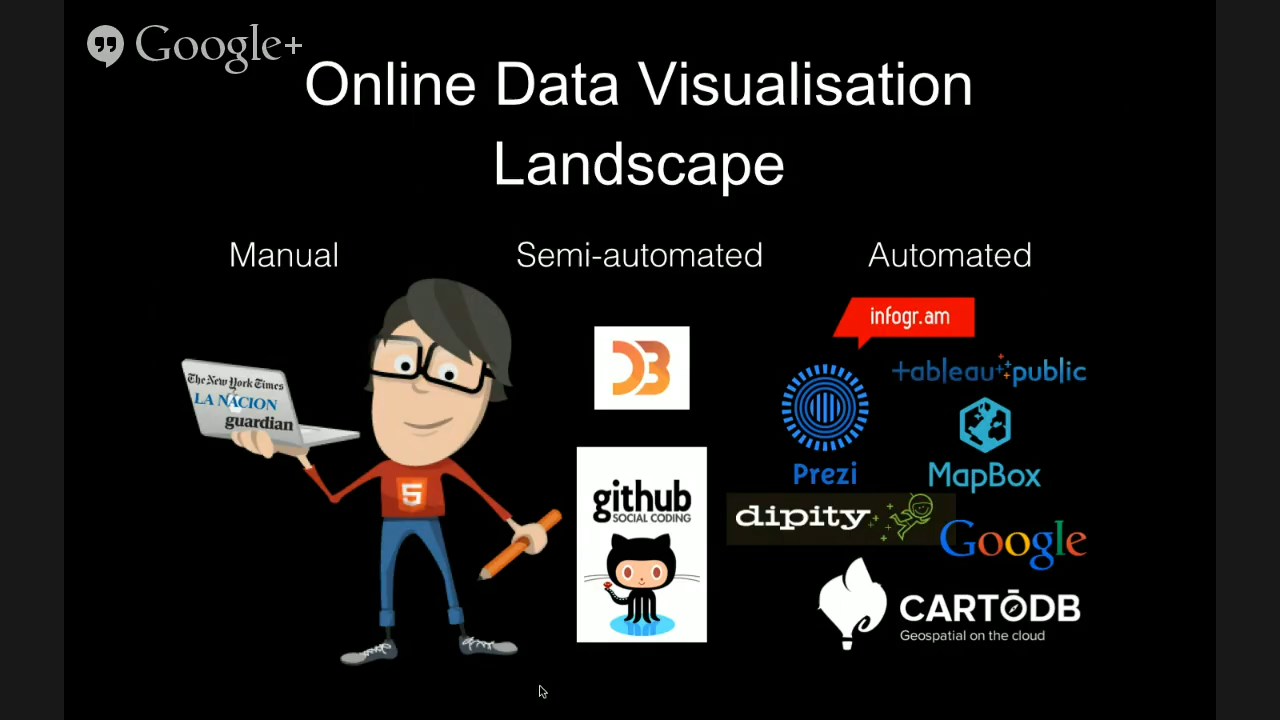 Google+
Online Data Visualisation
Landscape
Manual
Semi-automated
Automated
The New York Times
LA NACION
guardian
5
D3
github
SOCIAL CODING
infogr.am
+ableau+public
Prezi
MapBox
dipity
Google
CARTŌDB
Geospatial on the cloud